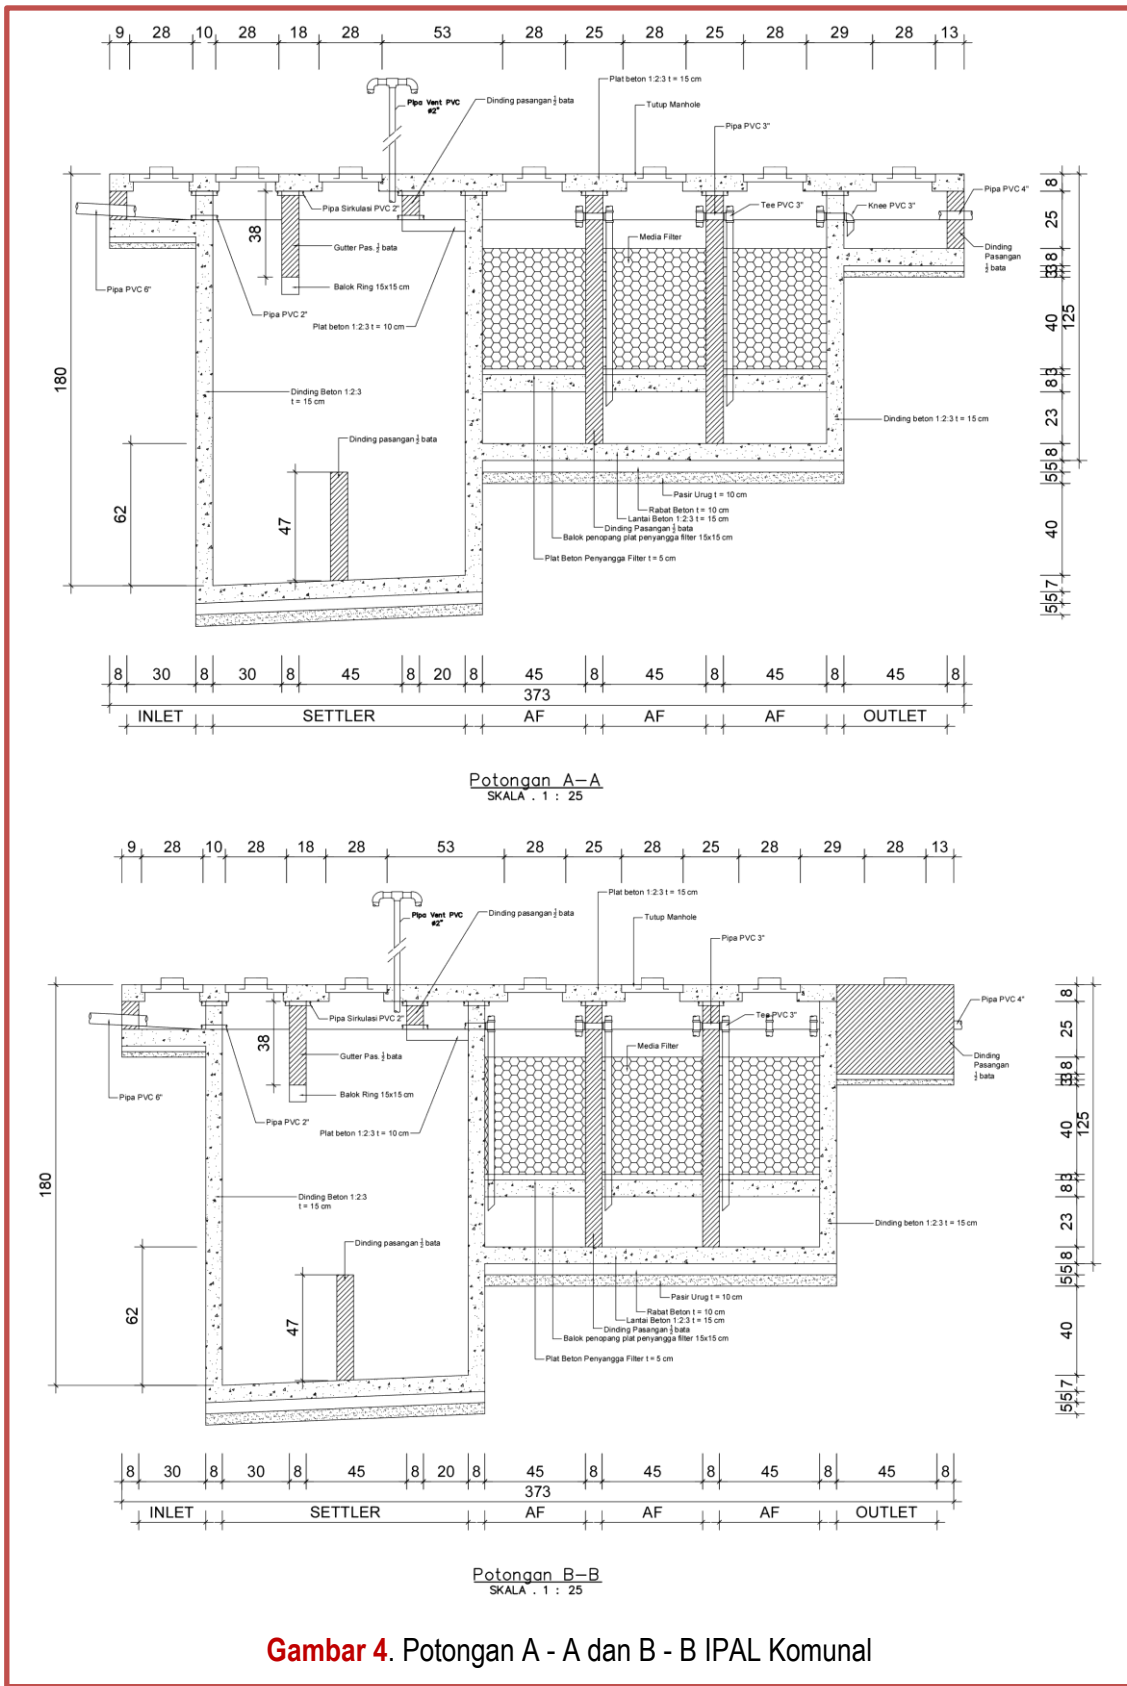 9 28 10 28 18 28 53 28 25 28 25 28 29 28 13
Plat beton 1:2:3 t = 15 cm
Pipa Vent PVC
ø2"
Dinding pasangan ½ bata
Tutup Manhole
Pipa PVC 3"
Pipa PVC 4"
Pipa Sirkulasi PVC 2"
Tee PVC 3"
Knee PVC 3"
Gutter Pas. ½ bata
Media Filter
Dinding
Pasangan
½ bata
Balok Ring 15x15 cm
Pipa PVC 6"
Pipa PVC 2"
Plat beton 1:2:3 t = 10 cm
38
180
62
47
Dinding Beton 1:2:3
t = 15 cm
Dinding pasangan ½ bata
Dinding beton 1:2:3 t = 15 cm
Pasir Urug t = 10 cm
Rabat Beton t = 10 cm
Lantai Beton 1:2:3 t = 15 cm
Dinding Pasangan ½ bata
Balok penopang plat penyangga filter 15x15 cm
Plat Beton Penyangga Filter t = 5 cm
8
25
8
3
3
40
125
3
8
23
8
5
5
40
7
5
5
8 30 8 30 8 45 8 20 8 45 8 45 8 45 8 45 8
373
INLET SETTLER AF AF AF OUTLET
Potongan A-A
SKALA . 1 : 25
9 28 10 28 18 28 53 28 25 28 25 28 29 28 13
Plat beton 1:2:3 t = 15 cm
Pipa Vent PVC
ø2"
Dinding pasangan ½ bata
Tutup Manhole
Pipa PVC 3"
Pipa PVC 4"
Pipa Sirkulasi PVC 2"
Tee PVC 3"
Gutter Pas. ½ bata
Media Filter
Dinding
Pasangan
½ bata
Balok Ring 15x15 cm
Pipa PVC 6"
Pipa PVC 2"
Plat beton 1:2:3 t = 10 cm
38
180
62
47
Dinding Beton 1:2:3
t = 15 cm
Dinding pasangan ½ bata
Dinding beton 1:2:3 t = 15 cm
Pasir Urug t = 10 cm
Rabat Beton t = 10 cm
Lantai Beton 1:2:3 t = 15 cm
Dinding Pasangan ½ bata
Balok penopang plat penyangga filter 15x15 cm
Plat Beton Penyangga Filter t = 5 cm
8
25
8
3
3
40
125
3
8
23
8
5
5
40
7
5
5
8 30 8 30 8 45 8 20 8 45 8 45 8 45 8 45 8
373
INLET SETTLER AF AF AF OUTLET
Potongan B-B
SKALA . 1 : 25
Gambar 4. Potongan A - A dan B - B IPAL Komunal